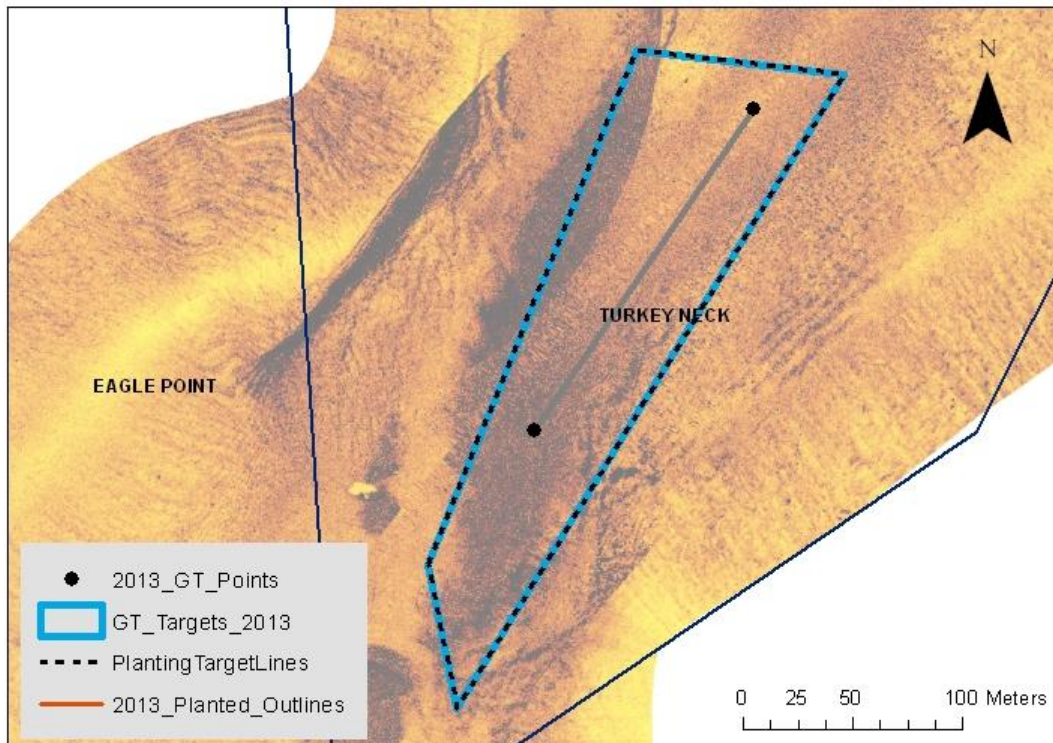 N
TURKEY NECK
EAGLE POINT
2013_GT_Points
GT_Targets_2013
PlantingTargetLines
2013_Planted_Outlines
0 25 50 100 Meters